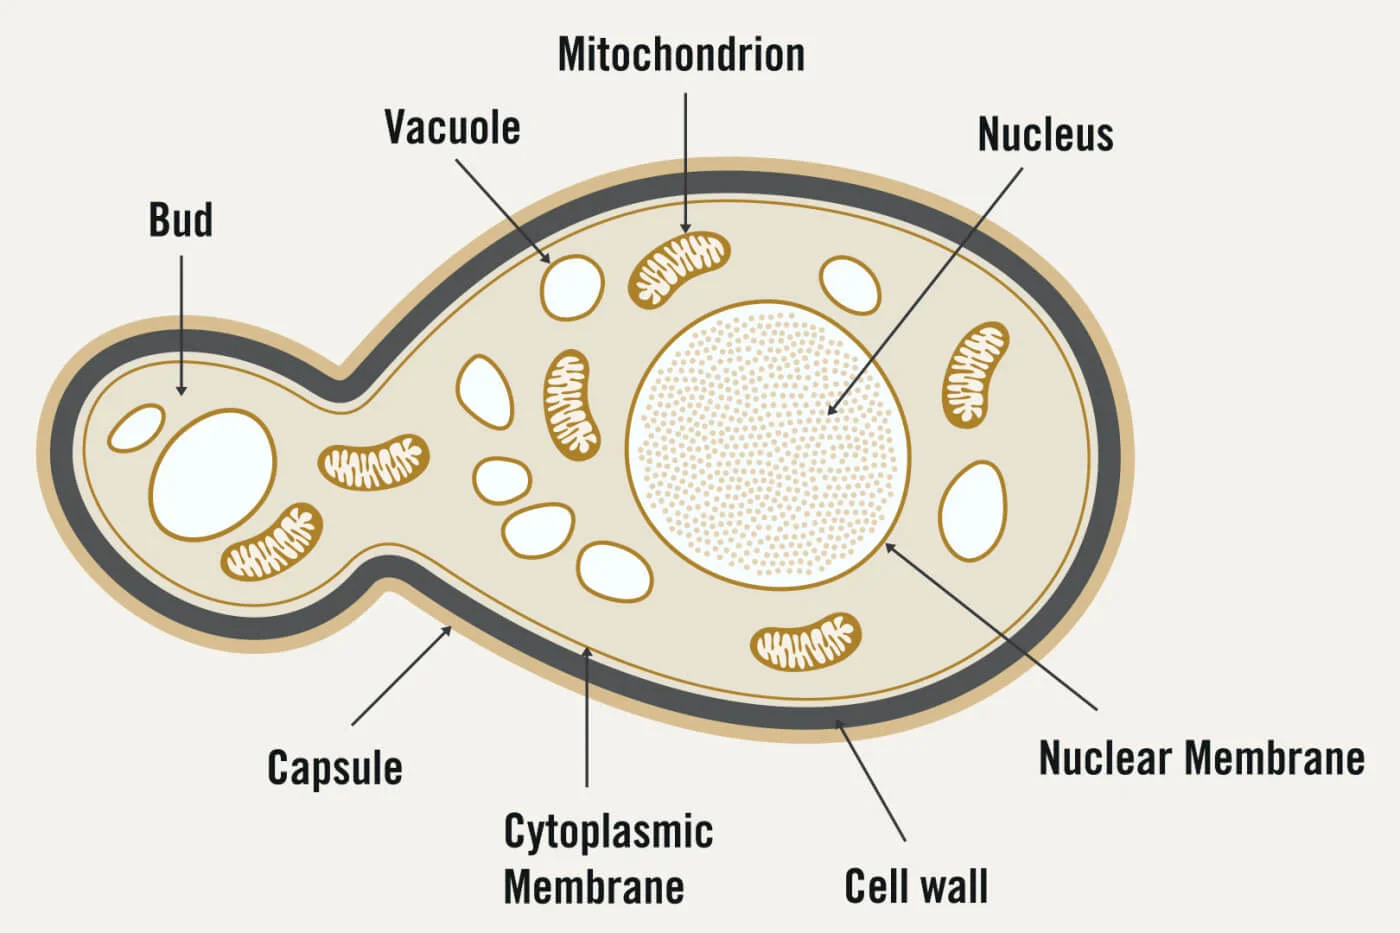 Mitochondrion
Vacuole
Nucleus
Bud
Capsule
Nuclear Membrane
Cytoplasmic
Membrane
Cell wall